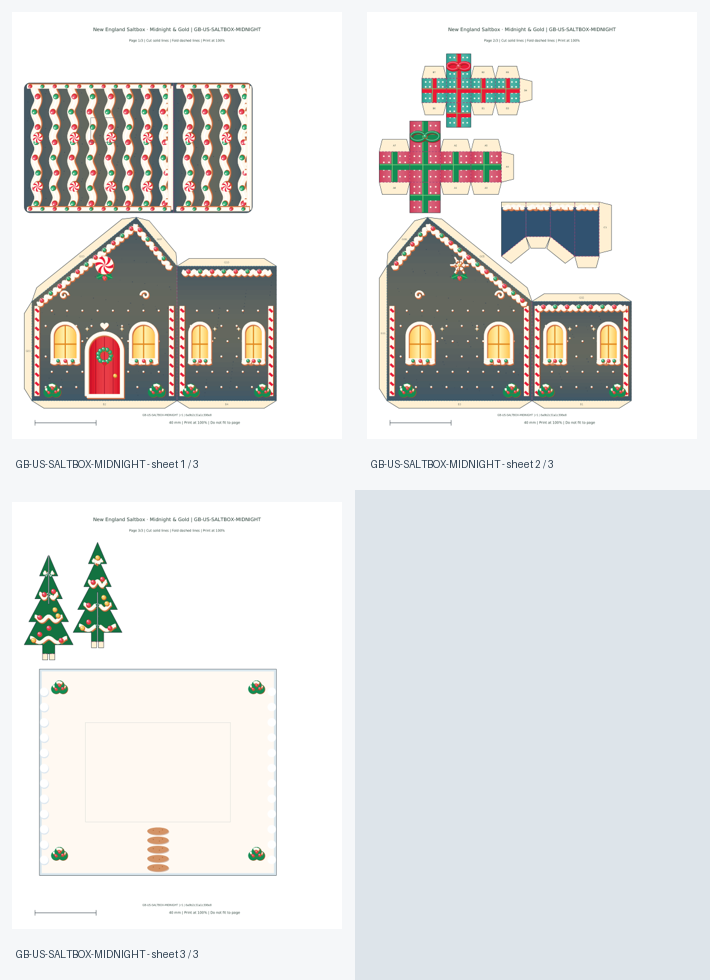 New England Saltbox · Midnight & Gold | GB-US-SALTBOX-MIDNIGHT
Page 1/3 | Cut solid lines | Fold dashed lines | Print at 100%
40 mm | Print at 100% | Do not fit to page
GB-US-SALTBOX-MIDNIGHT - sheet 1 / 3
New England Saltbox · Midnight & Gold | GB-US-SALTBOX-MIDNIGHT
Page 2/3 | Cut solid lines | Fold dashed lines | Print at 100%
40 mm | Print at 100% | Do not fit to page
GB-US-SALTBOX-MIDNIGHT - sheet 2 / 3
New England Saltbox · Midnight & Gold | GB-US-SALTBOX-MIDNIGHT
Page 3/3 | Cut solid lines | Fold dashed lines | Print at 100%
40 mm | Print at 100% | Do not fit to page
GB-US-SALTBOX-MIDNIGHT - sheet 3 / 3